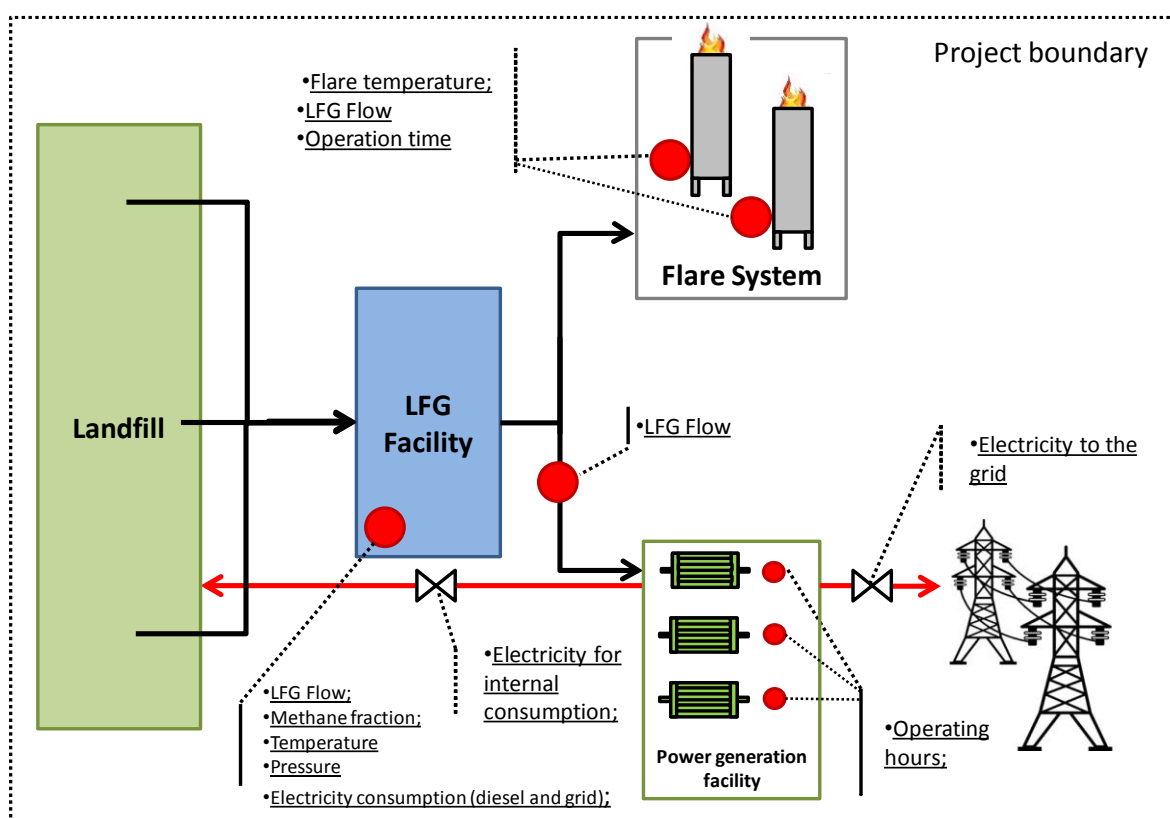 Project boundary
•Flare temperature;
•LFG Flow
•Operation time
Flare System
Landfill
LFG
Facility
•LFG Flow
•Electricity to the
grid
•Electricity for
internal
consumption;
•LFG Flow;
•Methane fraction;
•Temperature
•Pressure
•Electricity consumption (diesel and grid);
Power generation
facility
•Operating
hours;